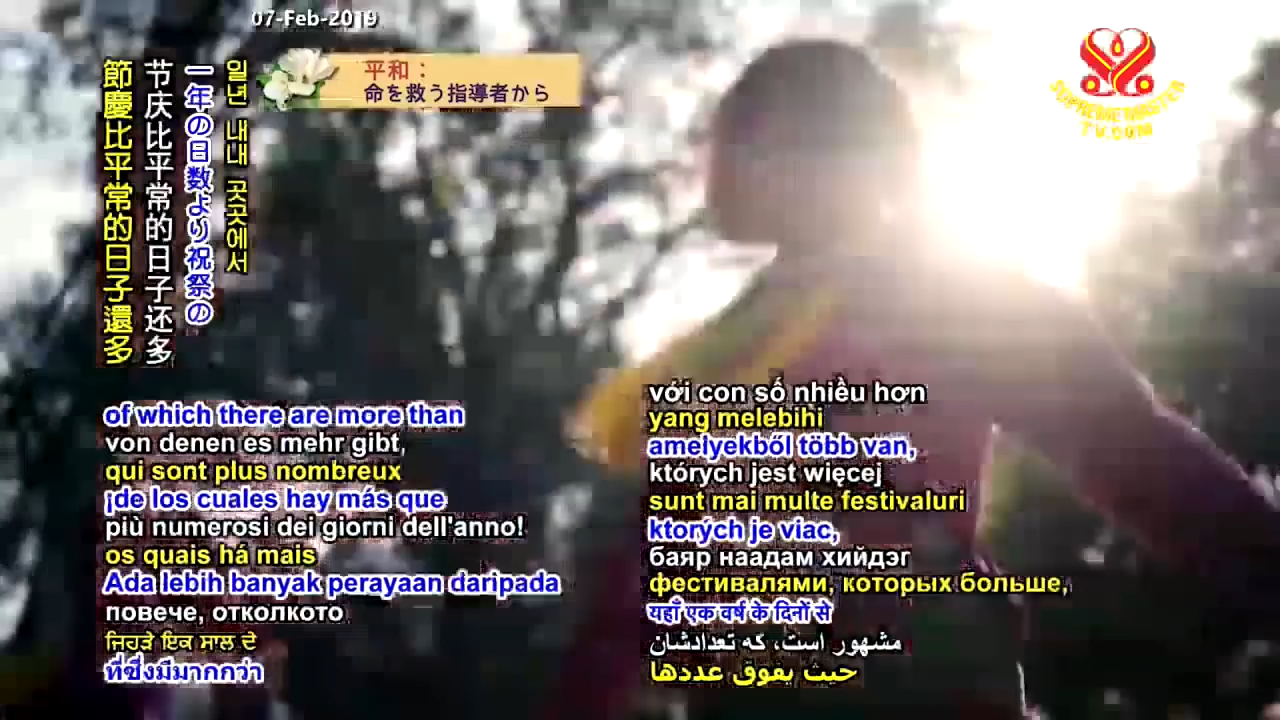 07-Feb-2019
平和：
命を救う指導者から
SUPREME MASTER
TV.COM
일년 내내 곳곳에서
一年の日数より祝祭の
节庆比平常的日子还多
節慶比平常的日子還多
of which there are more than
von denen es mehr gibt,
qui sont plus nombreux
¡de los cuales hay más que
più numerosi dei giorni dell'anno!
os quais há mais
Ada lebih banyak perayaan daripada
повече, отколкото
ਜਿਹੜੇ ਇਕ ਸਾਲ ਦੇ
ที่ซึ่งมีมากกว่า
với con số nhiều hơn
yang melebihi
amelyekből több van,
których jest więcej
sunt mai multe festivaluri
ktorých je viac,
баяр наадам хийдэг
фестивалями, которых больше,
यहाँ एक वर्ष के दिनों से
مشهور است، که تعدادشان
حيث يفوق عددها